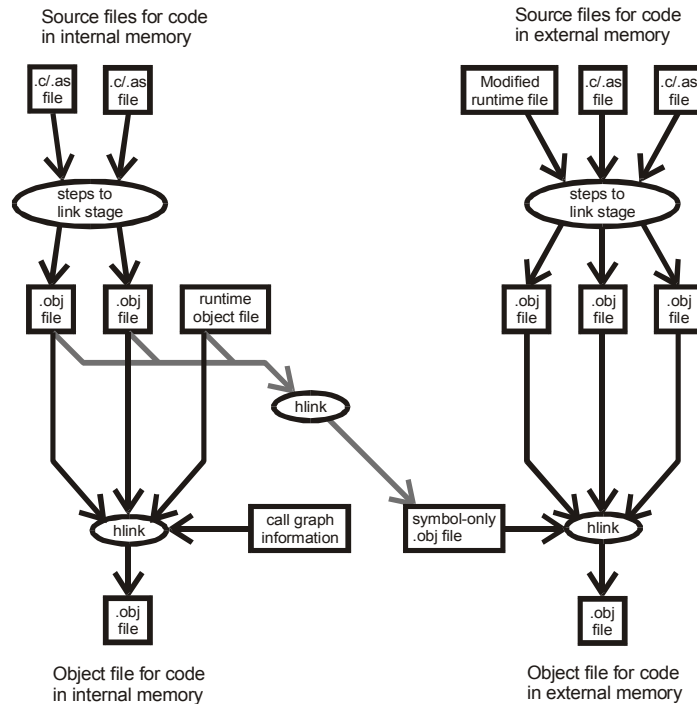 Source files for code
in internal memory
Source files for code
in external memory
.c/.as
file
.c/.as
file
Modified
runtime file
.c/.as
file
.c/.as
file
steps to
link stage
steps to
link stage
.obj
file
.obj
file
runtime
object file
.obj
file
.obj
file
.obj
file
hlink
hlink
call graph
information
symbol-only
.obj file
hlink
.obj
file
.obj
file
Object file for code
in internal memory
Object file for code
in external memory